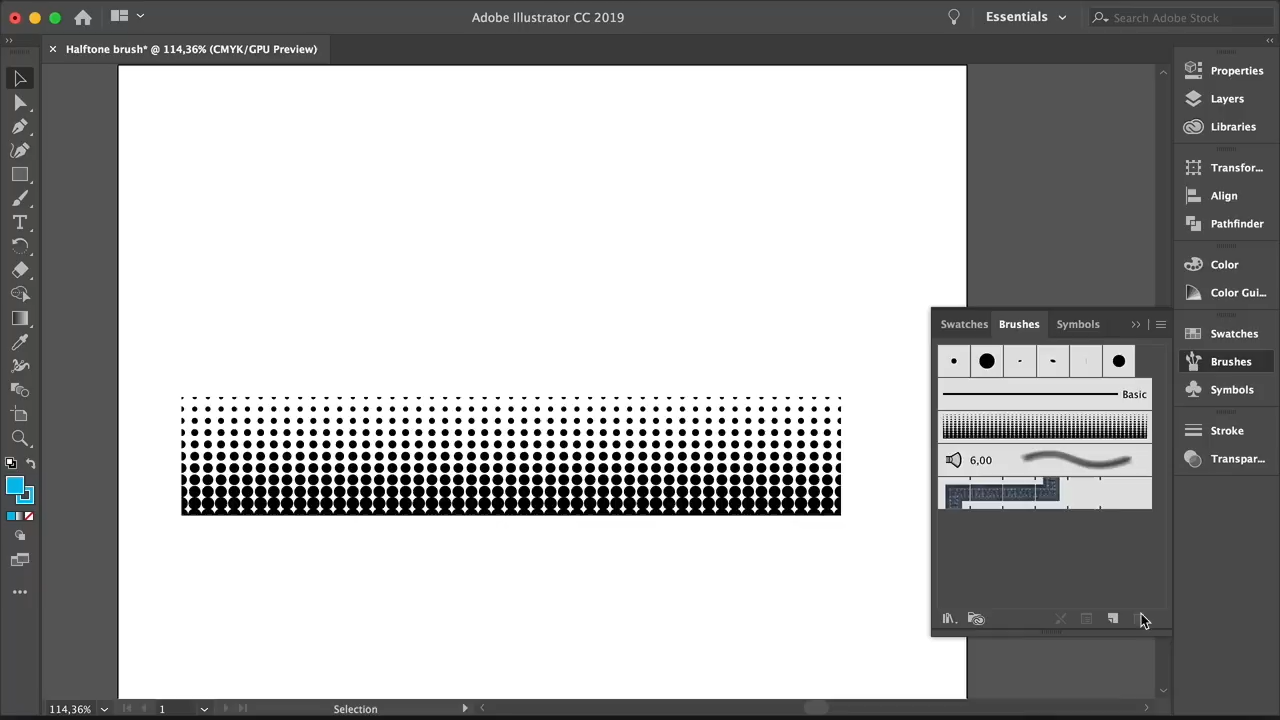 Adobe Illustrator CC 2019
Essentials
Search Adobe Stock
Halftone brush* @ 114,36% (CMYK/GPU Preview)
Properties
Layers
Libraries
Transfor...
Align
Pathfinder
Color
Color Gui...
Swatches
Brushes
Symbols
Stroke
Transpar...
Swatches
Brushes
Symbols
Basic
6,00
114,36%
1
Selection